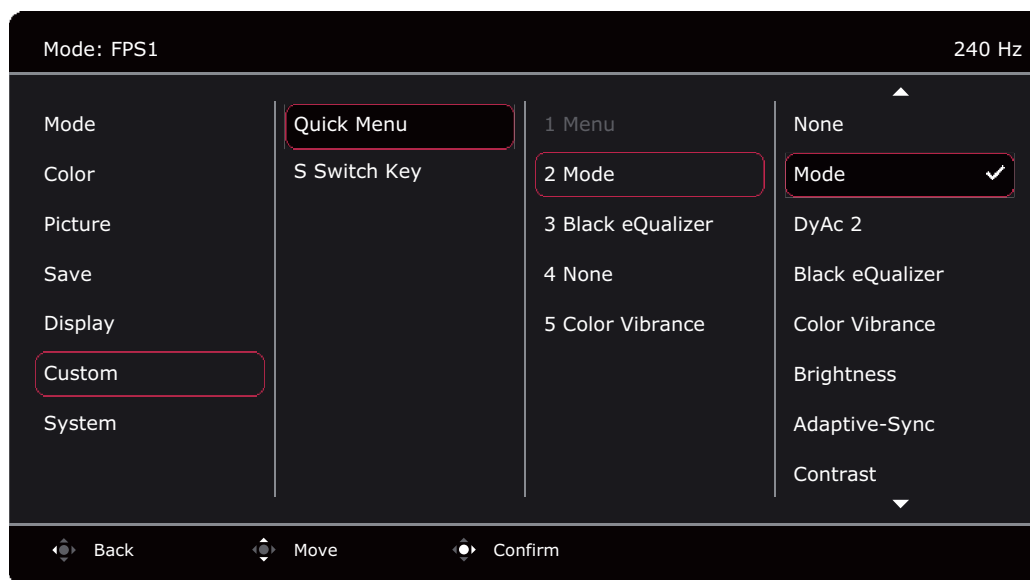 Mode: FPS1
240 Hz
Mode
Color
Picture
Save
Display
Custom
System
Quick Menu
S Switch Key
1 Menu
2 Mode
3 Black eQualizer
4 None
5 Color Vibrance
None
Mode
DyAc 2
Black eQualizer
Color Vibrance
Brightness
Adaptive-Sync
Contrast
Back
Move
Confirm